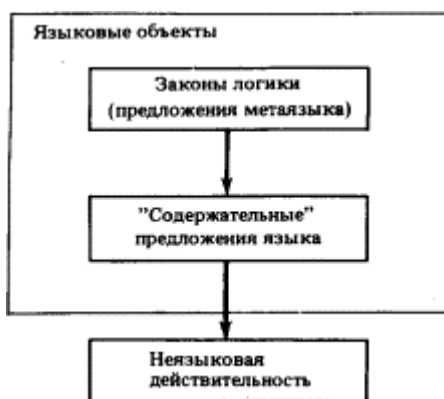 Языковые объекты
Законы логики
(предложения метаязыка)
"Содержательные"
предложения языка
Неязыковая
действительность